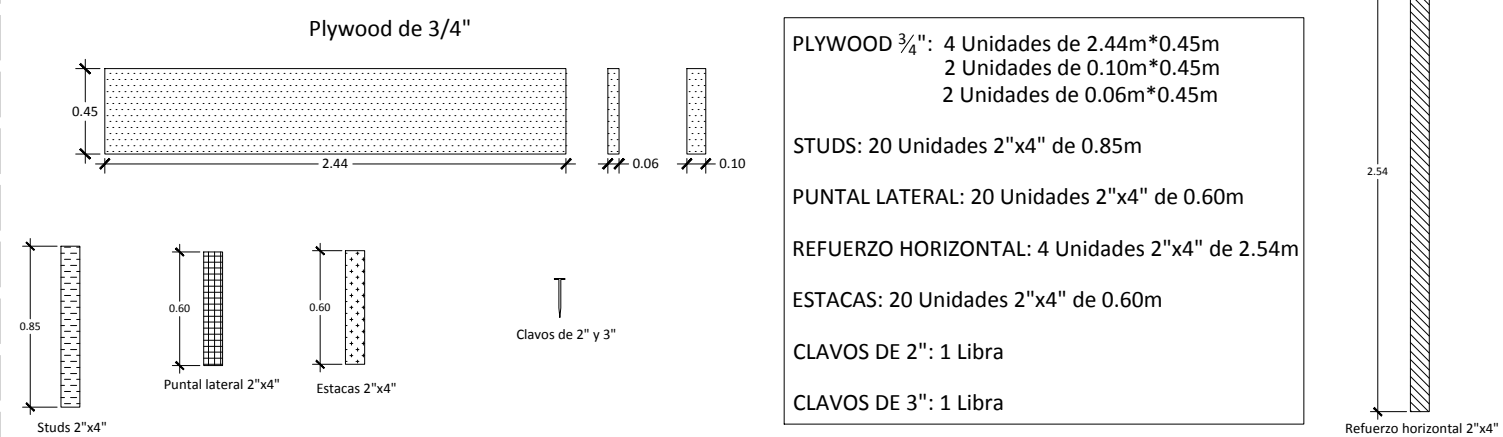 Plywood de 3/4"
0.45
2.44
0.06
0.10
0.85
Studs 2"x4"
0.60
Puntal lateral 2"x4"
0.60
Estacas 2"x4"
Clavos de 2" y 3"
PLYWOOD ¾": 4 Unidades de 2.44m*0.45m
2 Unidades de 0.10m*0.45m
2 Unidades de 0.06m*0.45m
STUDS: 20 Unidades 2"x4" de 0.85m
PUNTAL LATERAL: 20 Unidades 2"x4" de 0.60m
REFUERZO HORIZONTAL: 4 Unidades 2"x4" de 2.54m
ESTACAS: 20 Unidades 2"x4" de 0.60m
CLAVOS DE 2": 1 Libra
CLAVOS DE 3": 1 Libra
2.54
Refuerzo horizontal 2"x4"